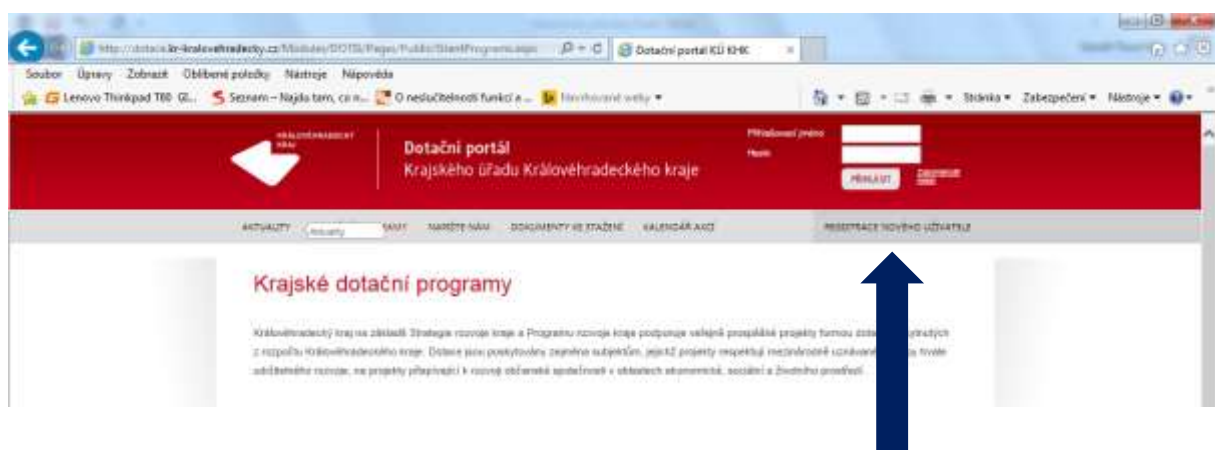 Dotační portál KÚ KHK
Soubor Úpravy Zobrazit Oblíbené položky Nástroje Nápověda
Lenovo Thinkpad T60 Seznam – Najdu tam, co n... O neslučitelnosti funkcí a ... Navrhované weby Stránka Zabezpečení Nástroje
KRÁLOVÉHRADECKÝ
KRAJ
Přihlašovací jméno
Dotační portál
Heslo
Krajského úřadu Královéhradeckého kraje
PŘIHLÁSIT
AKTUALITY Aktuality NAPIŠTE NÁM DOKUMENTY KE STAŽENÍ KALENDÁŘ AKCÍ REGISTRACE NOVÉHO UŽIVATELE
Krajské dotační programy
Královéhradecký kraj na základě Strategie rozvoje kraje a Programu rozvoje kraje podporuje veřejně prospěšné projekty formou
z rozpočtu Královéhradeckého kraje. Dotace jsou poskytovány zejména subjektům, jejichž projekty respektují mezinárodně uznávané trvale
udržitelného rozvoje, na projekty přispívající k rozvoji občanské společnosti v oblastech ekonomické, sociální a životního prostředí.